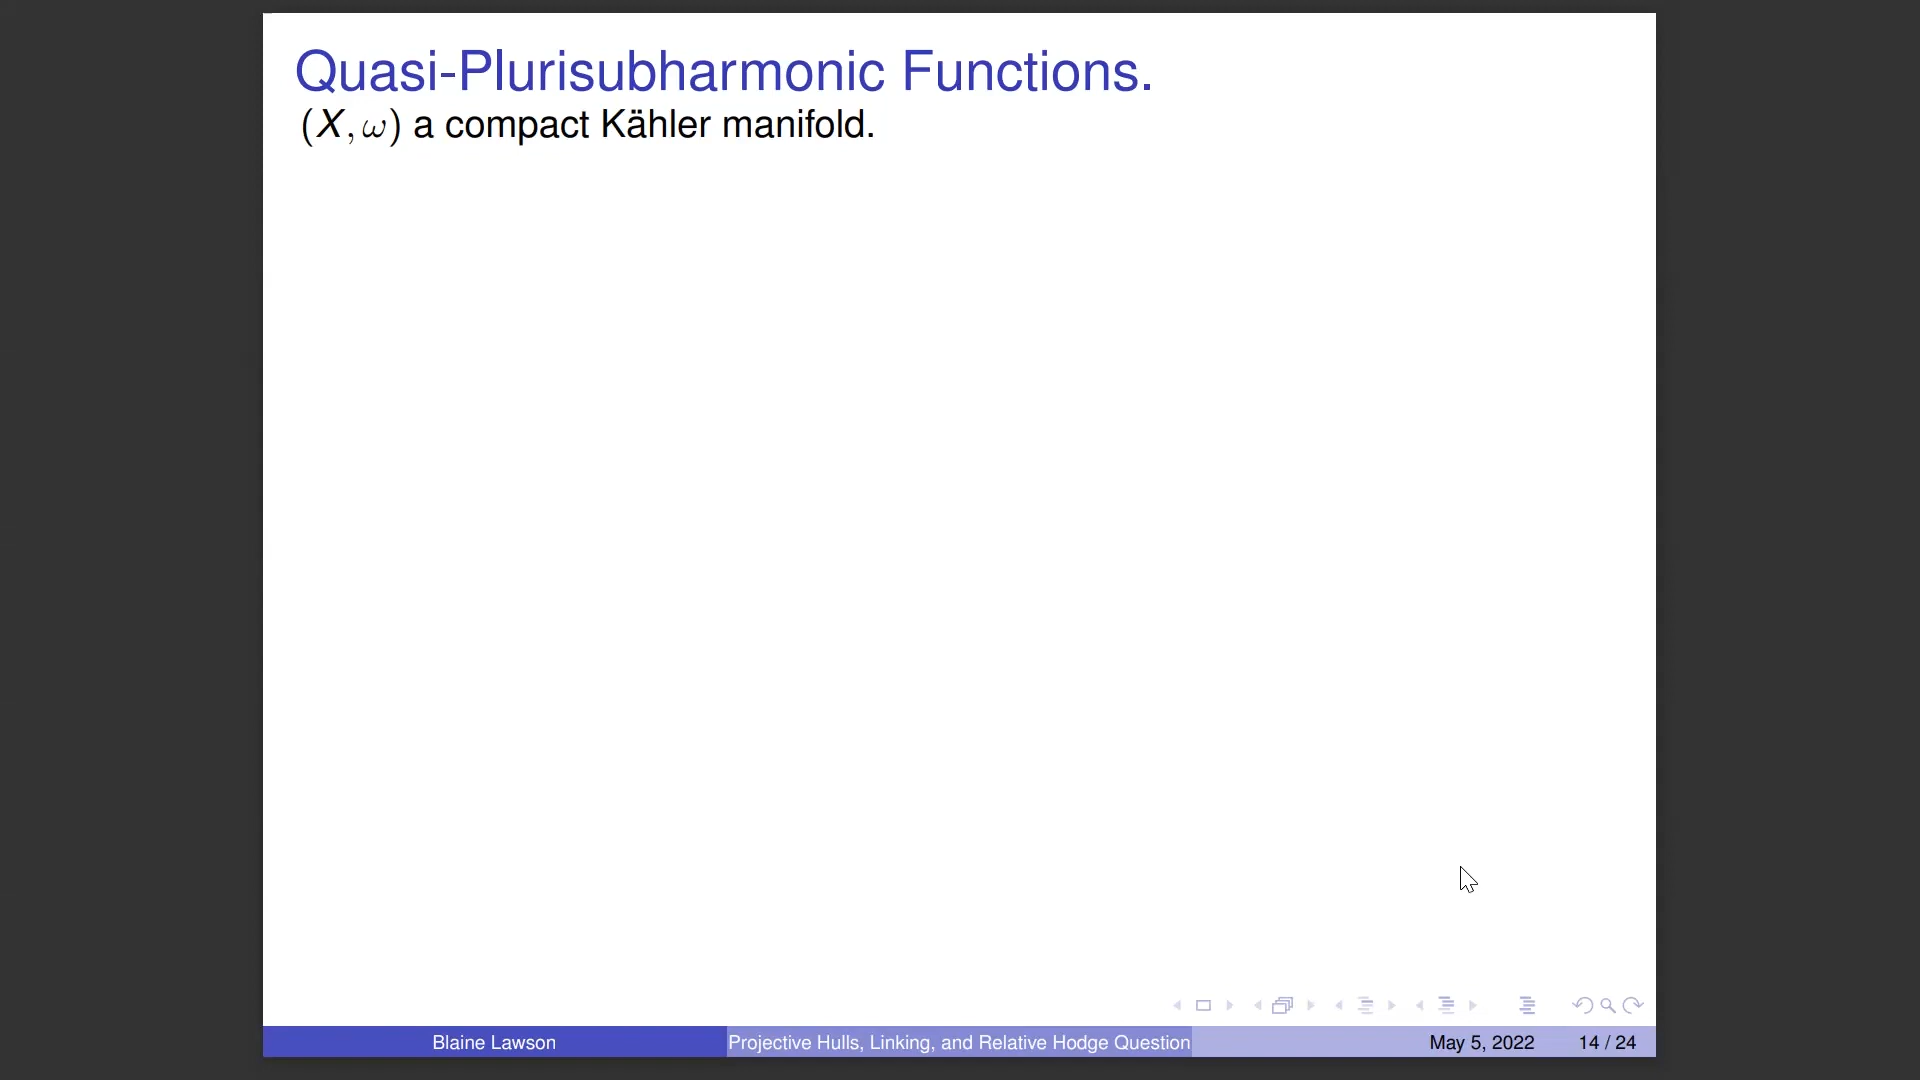 Quasi-Plurisubharmonic Functions.
(X, ω) a compact Kähler manifold.
Blaine Lawson Projective Hulls, Linking, and Relative Hodge Question May 5, 2022 14 / 24